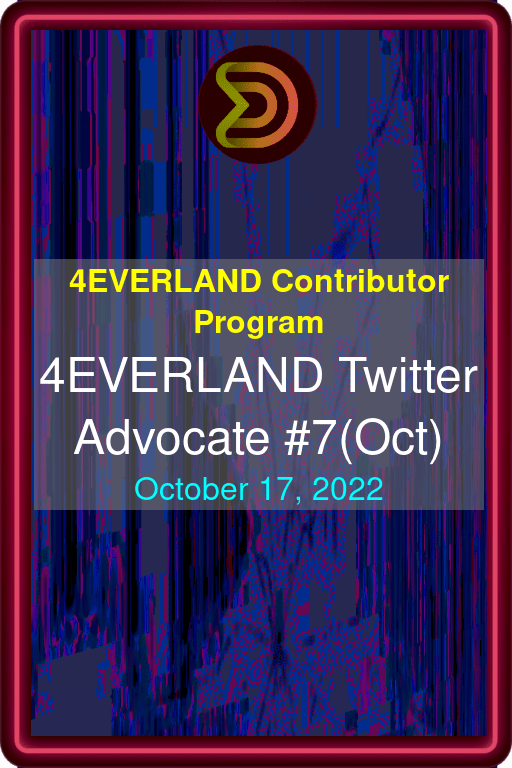 4EVERLAND Contributor
Program
4EVERLAND Twitter
Advocate #7(Oct)
October 17, 2022